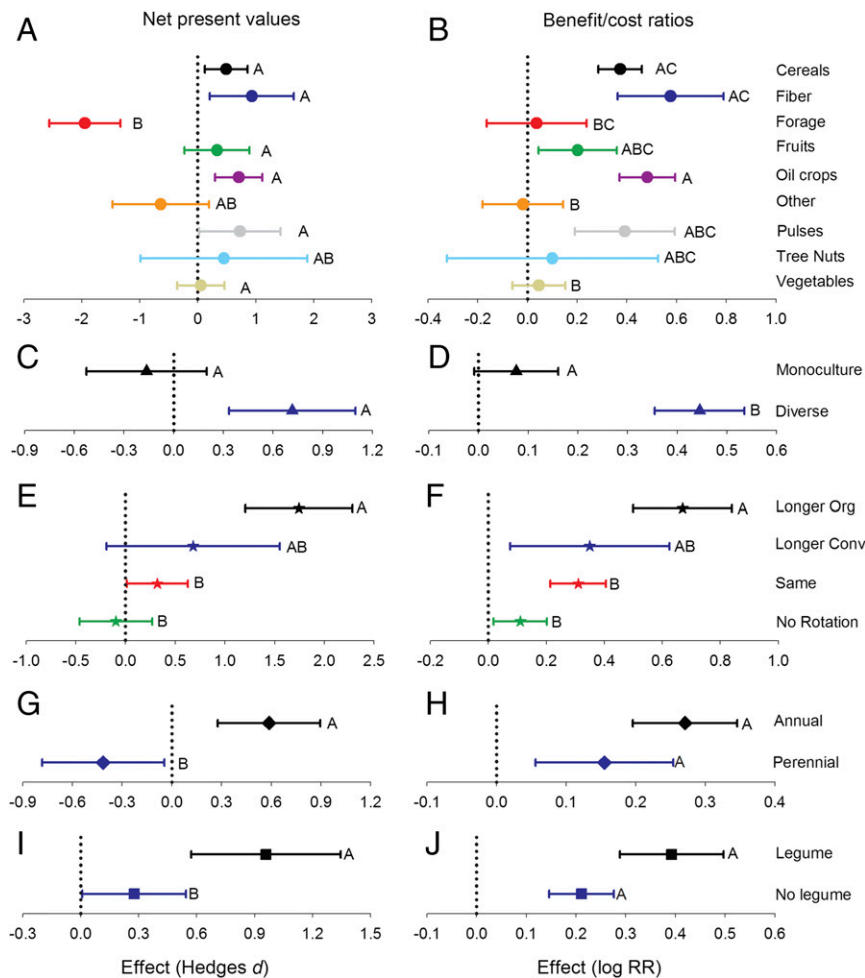 Net present values
Benefit/cost ratios
A
B
A
AC
Cereals
A
AC
Fiber
B
BC
Forage
A
ABC
Fruits
A
A
Oil crops
AB
B
Other
A
ABC
Pulses
AB
ABC
Tree Nuts
A
B
Vegetables
-3 -2 -1 0 1 2 3
-0.4 -0.2 0.0 0.2 0.4 0.6 0.8 1.0
C
D
A
A
Monoculture
A
B
Diverse
-0.9 -0.6 -0.3 0.0 0.3 0.6 0.9 1.2
-0.1 0.0 0.1 0.2 0.3 0.4 0.5 0.6
E
F
A
A
Longer Org
AB
AB
Longer Conv
B
B
Same
B
B
No Rotation
-1.0 -0.5 0.0 0.5 1.0 1.5 2.0 2.5
-0.2 0.0 0.2 0.4 0.6 0.8 1.0
G
H
A
A
Annual
B
A
Perennial
-0.9 -0.6 -0.3 0.0 0.3 0.6 0.9 1.2
-0.1 0.0 0.1 0.2 0.3 0.4
I
J
A
A
Legume
B
A
No legume
-0.3 0.0 0.3 0.6 0.9 1.2 1.5
-0.1 0.0 0.1 0.2 0.3 0.4 0.5 0.6
Effect (Hedges d)
Effect (log RR)